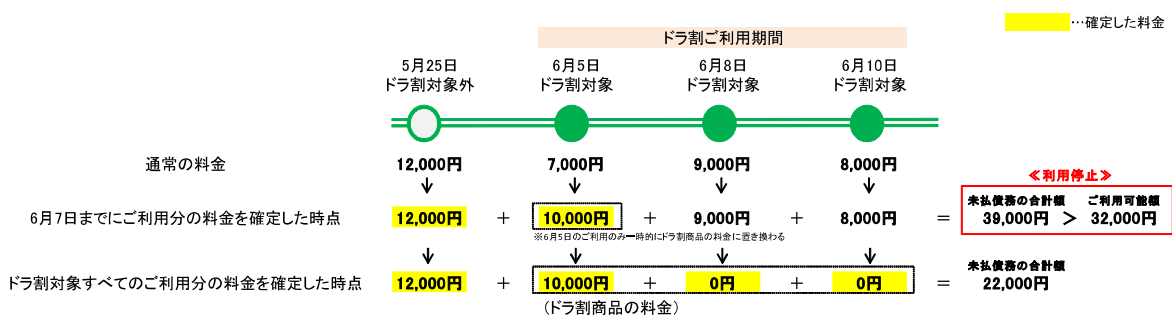 …確定した料金
ドラ割ご利用期間
5月25日 6月5日 6月8日 6月10日
ドラ割対象外 ドラ割対象 ドラ割対象 ドラ割対象
通常の料金 12,000円 7,000円 9,000円 8,000円
↓ ↓ ↓ ↓
≪利用停止≫
未払債務の合計額 ご利用可能額
6月7日までにご利用分の料金を確定した時点 12,000円 + 10,000円 + 9,000円 + 8,000円 = 39,000円 > 32,000円
※6月5日のご利用のみ一時的にドラ割商品の料金に置き換わる
↓ ↓ ↓ ↓
未払債務の合計額
ドラ割対象すべてのご利用分の料金を確定した時点 12,000円 + 10,000円 + 0円 + 0円 = 22,000円
(ドラ割商品の料金)